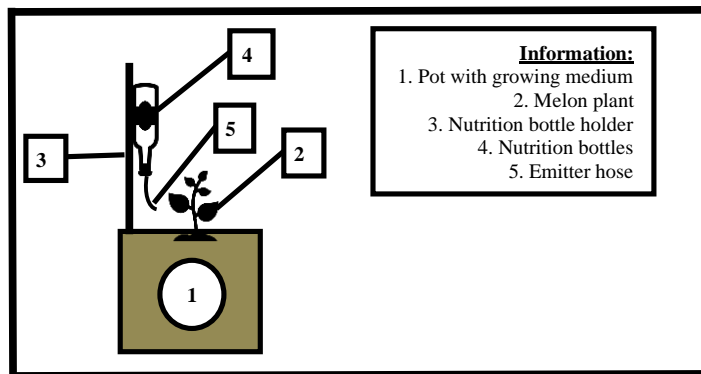 4
5
3
2
1
Information:
1. Pot with growing medium
2. Melon plant
3. Nutrition bottle holder
4. Nutrition bottles
5. Emitter hose